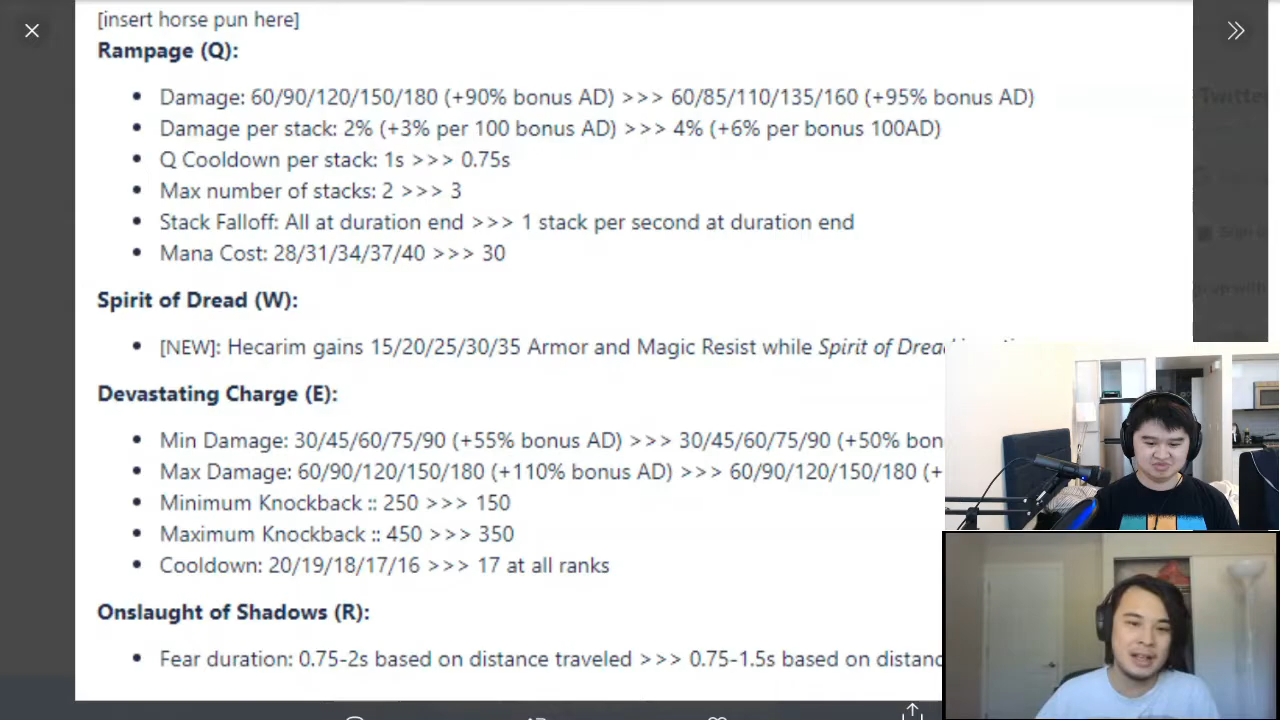 [insert horse pun here]
Rampage (Q):
• Damage: 60/90/120/150/180 (+90% bonus AD) >>> 60/85/110/135/160 (+95% bonus AD)
• Damage per stack: 2% (+3% per 100 bonus AD) >>> 4% (+6% per bonus 100AD)
• Q Cooldown per stack: 1s >>> 0.75s
• Max number of stacks: 2 >>> 3
• Stack Falloff: All at duration end >>> 1 stack per second at duration end
• Mana Cost: 28/31/34/37/40 >>> 30
Spirit of Dread (W):
• [NEW]: Hecarim gains 15/20/25/30/35 Armor and Magic Resist while Spirit of Dread
Devastating Charge (E):
• Min Damage: 30/45/60/75/90 (+55% bonus AD) >>> 30/45/60/75/90 (+50% bon
• Max Damage: 60/90/120/150/180 (+110% bonus AD) >>> 60/90/120/150/180 (+
• Minimum Knockback :: 250 >>> 150
• Maximum Knockback :: 450 >>> 350
• Cooldown: 20/19/18/17/16 >>> 17 at all ranks
Onslaught of Shadows (R):
• Fear duration: 0.75-2s based on distance traveled >>> 0.75-1.5s based on distanc